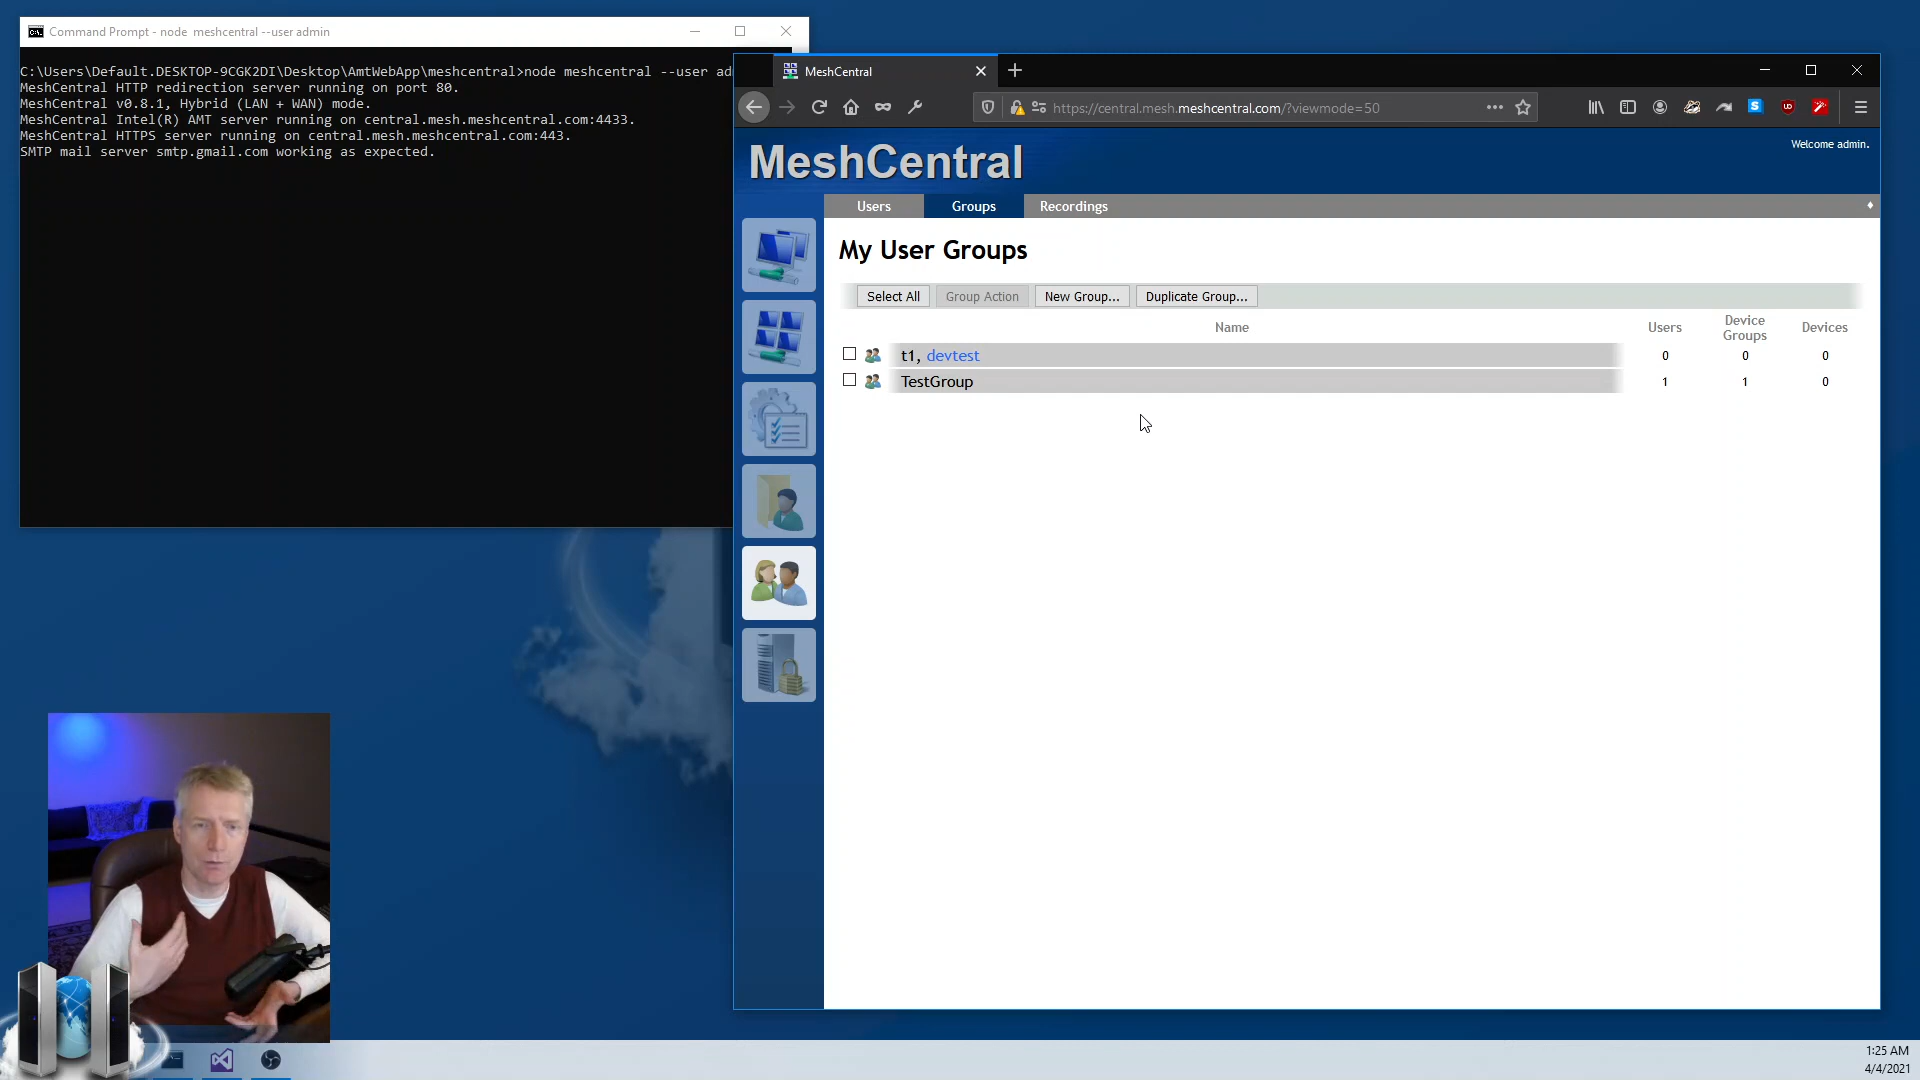 Command Prompt - node  meshcentral --user admin
C:\Users\Default.DESKTOP-9CGK2DI\Desktop\AmtWebApp\meshcentral>node meshcentral --user ad
MeshCentral HTTP redirection server running on port 80.
MeshCentral v0.8.1, Hybrid (LAN + WAN) mode.
MeshCentral Intel(R) AMT server running on central.mesh.meshcentral.com:4433.
MeshCentral HTTPS server running on central.mesh.meshcentral.com:443.
SMTP mail server smtp.gmail.com working as expected.
MeshCentral
https://central.mesh.meshcentral.com/?viewmode=50
MeshCentral
Welcome admin.
Users Groups Recordings
My User Groups
Select All Group Action New Group... Duplicate Group...
Name Users Device Groups Devices
t1, devtest 0 0 0
TestGroup 1 1 0
1:25 AM
4/4/2021